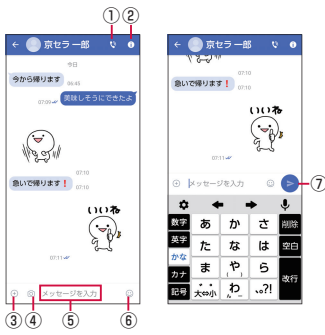 ① ②
京セラ一郎
今日
今から帰ります
06:45
美味しそうにできたよ
07:09
07:10
急いで帰ります❗
07:10
いいね
07:11
メッセージを入力
③ ④ ⑤ ⑥
京セラ一郎
07:10
急いで帰ります❗
07:10
いいね
07:11
メッセージを入力
⑦
数字 あ か さ 削除
英字 た な は 空白
かな
カナ ま や ら 改行
記号 大⇔小 わ 、。?!